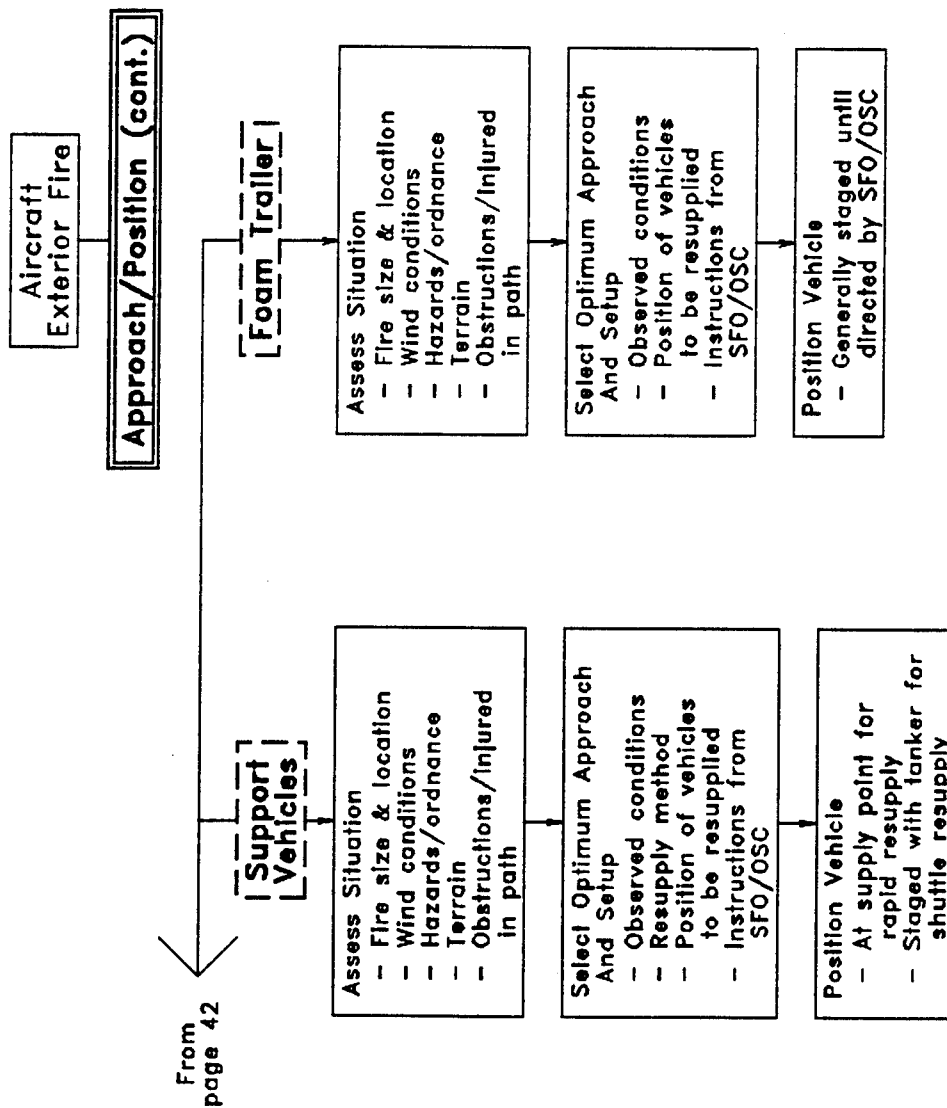 Aircraft
Exterior Fire
Approach/Position (cont.)
From
page 42
Support
Vehicles
Assess Situation
- Fire size & location
- Wind conditions
- Hazards/ordnance
- Terrain
- Obstructions/Injured
in path
Select Optimum Approach
And Setup
- Observed conditions
- Resupply method
- Position of vehicles
to be resupplied
- Instructions from
SFO/OSC
Position Vehicle
- At supply point for
rapid resupply
- Staged with tanker for
shuttle resupply
Foam Trailer
Assess Situation
- Fire size & location
- Wind conditions
- Hazards/ordnance
- Terrain
- Obstructions/Injured
in path
Select Optimum Approach
And Setup
- Observed conditions
- Position of vehicles
to be resupplied
- Instructions from
SFO/OSC
Position Vehicle
- Generally staged until
directed by SFO/OSC